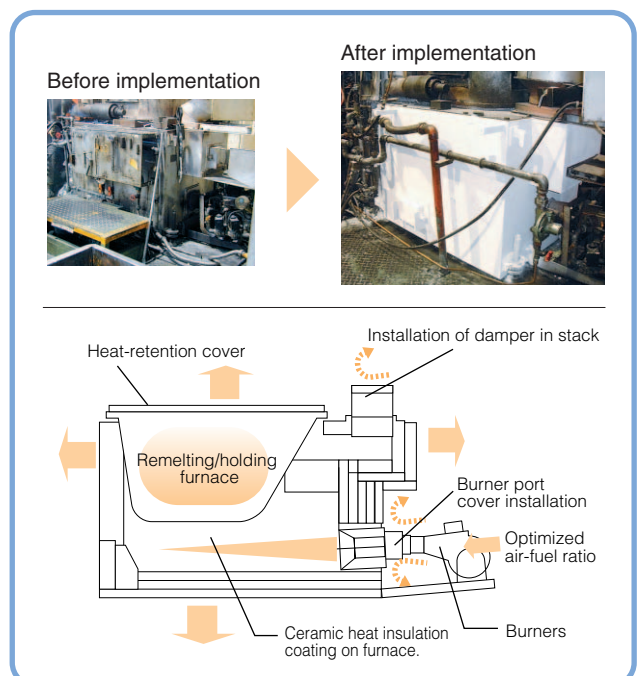 Before implementation
After implementation
Installation of damper in stack
Heat-retention cover
Remelting/holding
furnace
Burner port
cover installation
Optimized
air-fuel ratio
Ceramic heat insulation
coating on furnace.
Burners